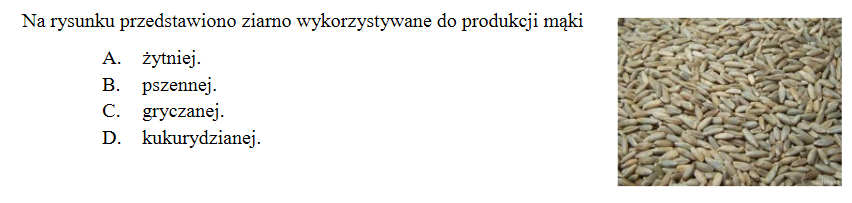 Na rysunku przedstawiono ziarno wykorzystywane do produkcji mąki
A. żytniej.
B. pszennej.
C. gryczanej.
D. kukurydzianej.